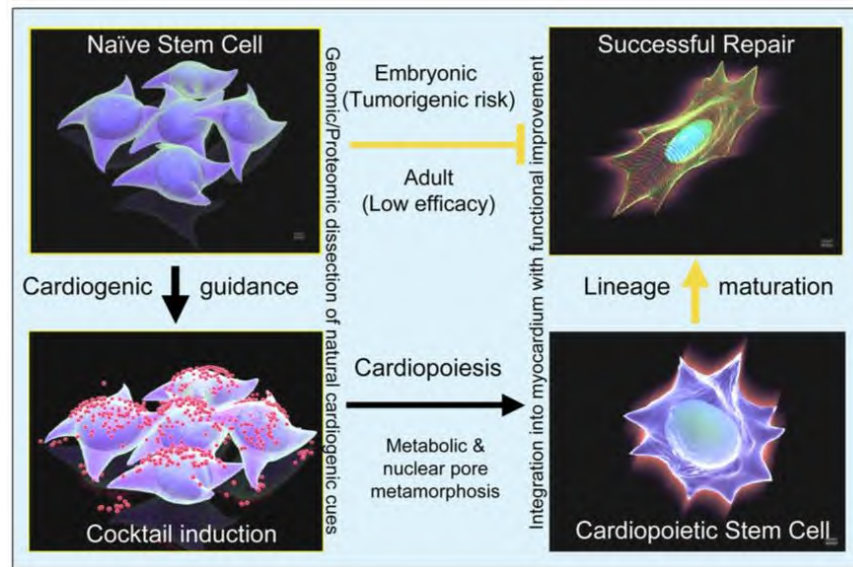 Naïve Stem Cell
Genomic/Proteomic dissection of natural cardiogenic cues
Embryonic
(Tumorigenic risk)
Adult
(Low efficacy)
Integration into myocardium with functional improvement
Successful Repair
Cardiogenic guidance
Lineage maturation
Cocktail induction
Cardiopoiesis
Metabolic &
nuclear pore
metamorphosis
Cardiopoietic Stem Cell